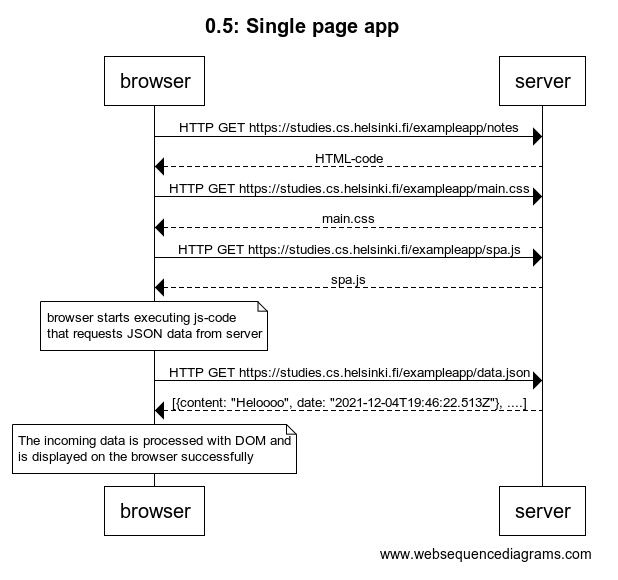 0.5: Single page app
browser
server
HTTP GET https://studies.cs.helsinki.fi/exampleapp/notes
HTML-code
HTTP GET https://studies.cs.helsinki.fi/exampleapp/main.css
main.css
HTTP GET https://studies.cs.helsinki.fi/exampleapp/spa.js
spa.js
browser starts executing js-code
that requests JSON data from server
HTTP GET https://studies.cs.helsinki.fi/exampleapp/data.json
[{content: "Heloooo", date: "2021-12-04T19:46:22.513Z"}, ....]
The incoming data is processed with DOM and
is displayed on the browser successfully
browser
server
www.websequencediagrams.com